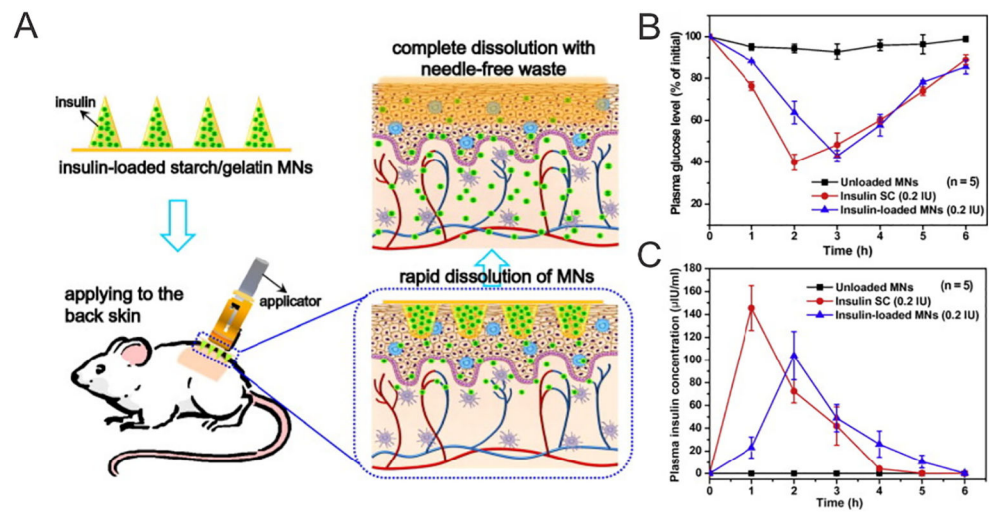 A
insulin
insulin-loaded starch/gelatin MNs
applying to the
back skin
applicator
complete dissolution with
needle-free waste
rapid dissolution of MNs
B
Plasma glucose level (% of initial)
100
80
60
40
20
Unloaded MNs
(n = 5)
Insulin SC (0.2 IU)
Insulin-loaded MNs (0.2 IU)
0 1 2 3 4 5 6
Time (h)
C
Plasma insulin concentration (μIU/ml)
180
160
140
120
100
80
60
40
20
0
Unloaded MNs
(n = 5)
Insulin SC (0.2 IU)
Insulin-loaded MNs (0.2 IU)
0 1 2 3 4 5 6
Time (h)